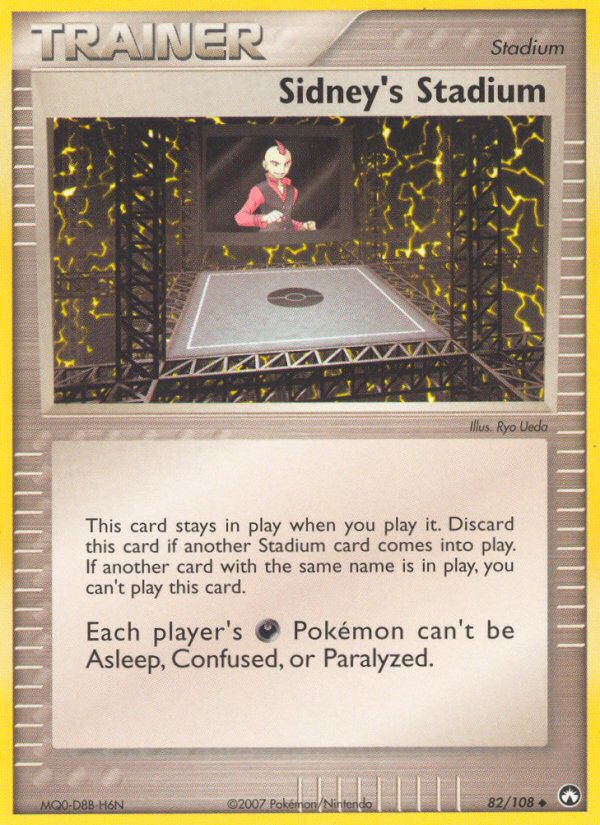 TRAINER
Stadium
Sidney's Stadium
Illus. Ryo Ueda
This card stays in play when you play it. Discard
this card if another Stadium card comes into play.
If another card with the same name is in play, you
can't play this card.
Each player's Pokémon can't be
Asleep, Confused, or Paralyzed.
MQ0-D8B-H6N
©2007 Pokémon/Nintendo
82/108